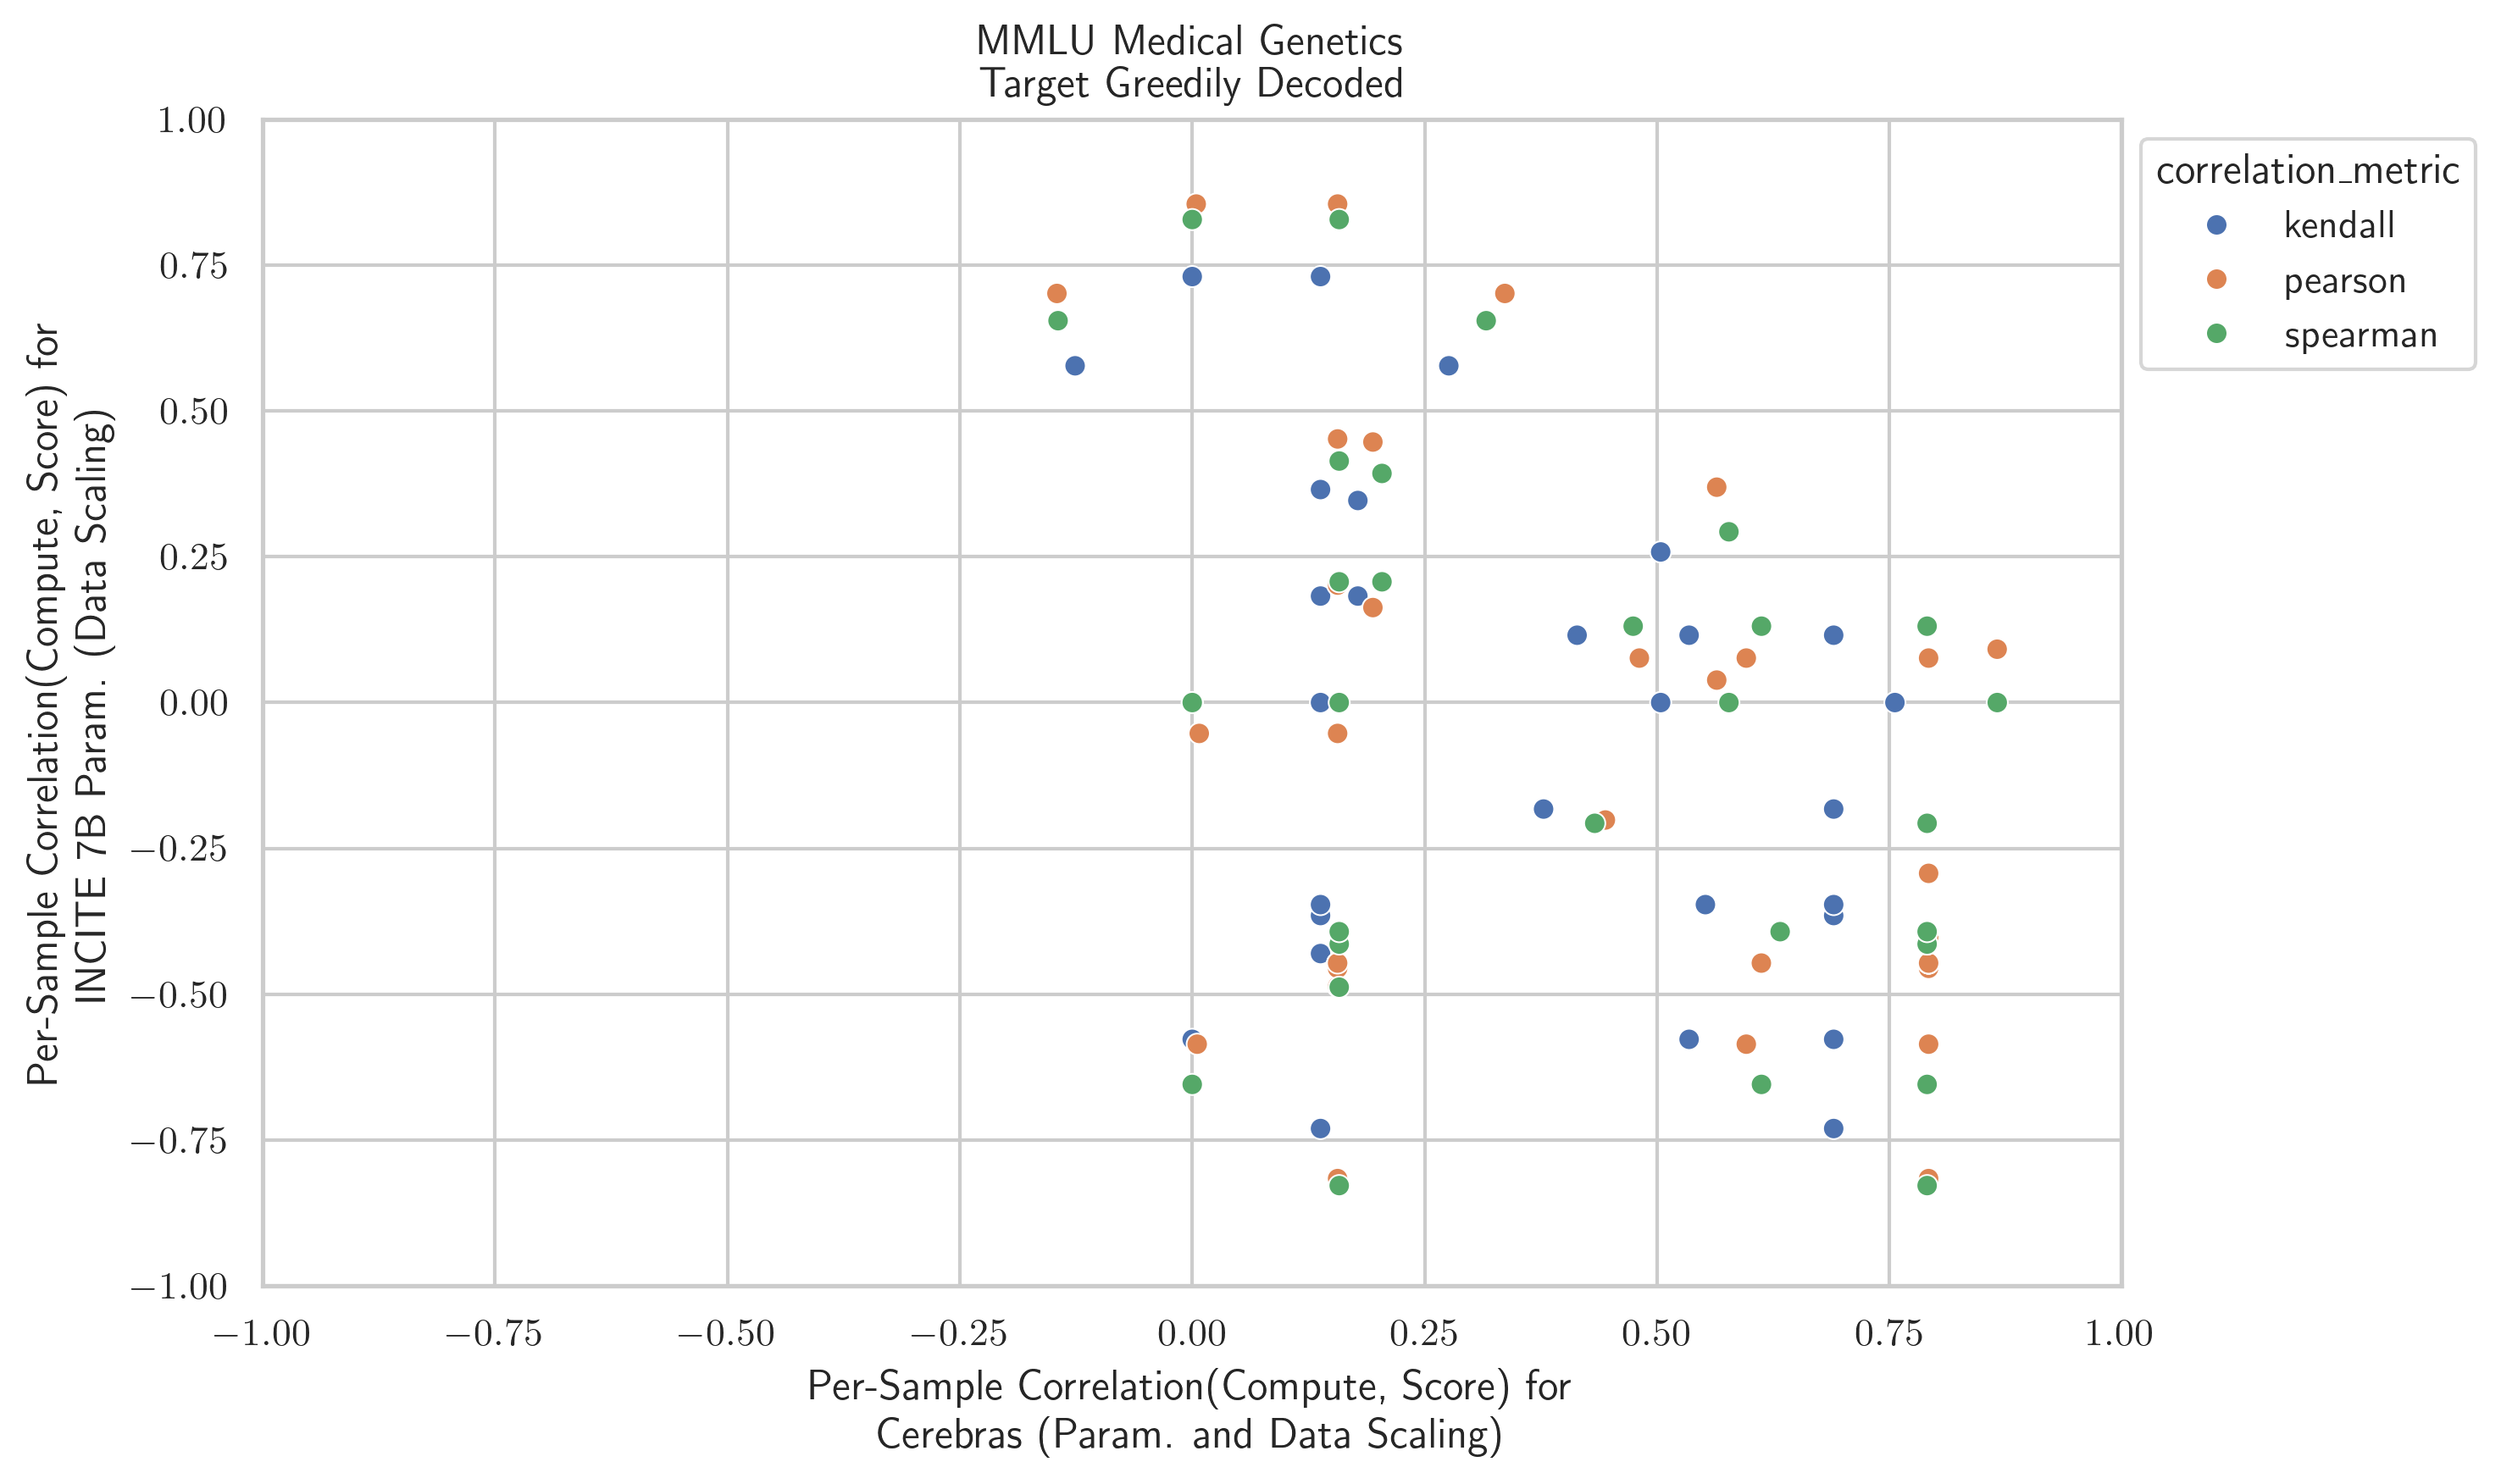 MMLU Medical Genetics
Target Greedily Decoded
1.00
0.75
0.50
0.25
0.00
−0.25
−0.50
−0.75
−1.00
Per-Sample Correlation(Compute, Score) for
INCITE 7B Param. (Data Scaling)
correlation_metric
kendall
pearson
spearman
−1.00 −0.75 −0.50 −0.25 0.00 0.25 0.50 0.75 1.00
Per-Sample Correlation(Compute, Score) for
Cerebras (Param. and Data Scaling)